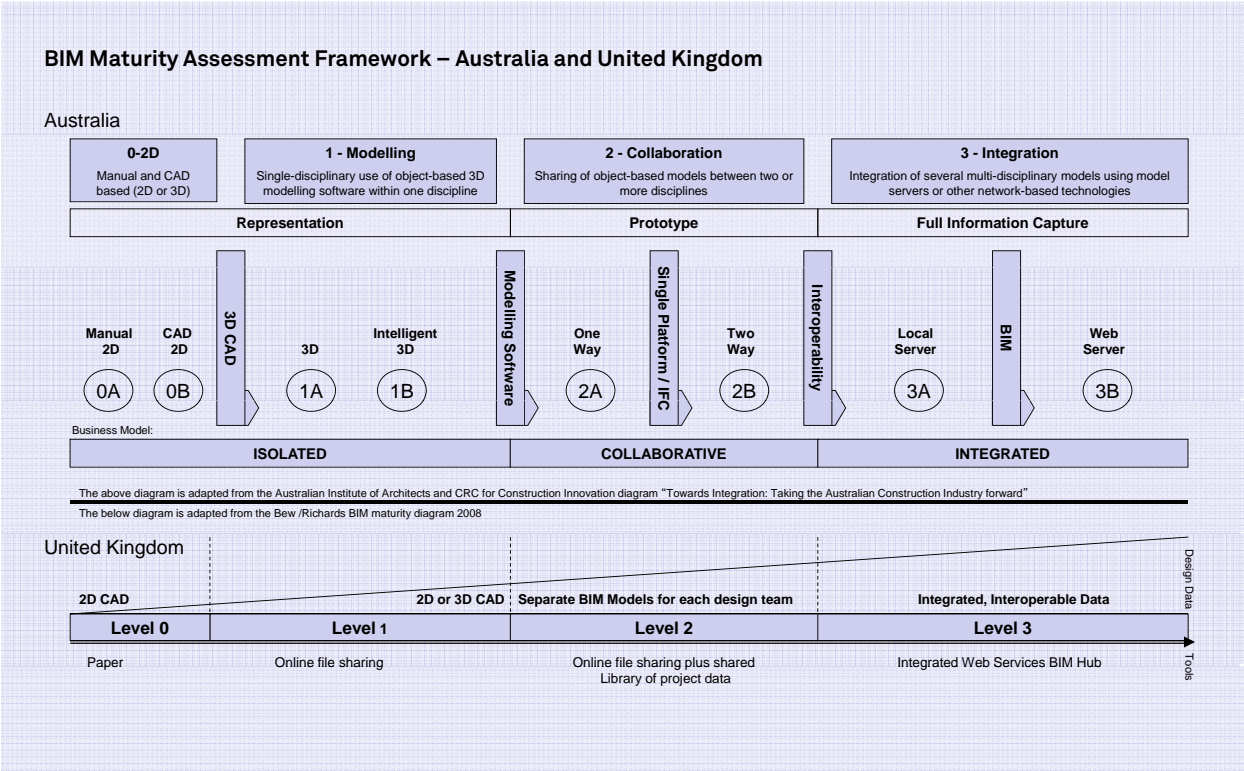 BIM Maturity Assessment Framework – Australia and United Kingdom
Australia
0-2D
Manual and CAD
based (2D or 3D)
1 - Modelling
Single-disciplinary use of object-based 3D
modelling software within one discipline
2 - Collaboration
Sharing of object-based models between two or
more disciplines
3 - Integration
Integration of several multi-disciplinary models using model
servers or other network-based technologies
Representation
Prototype
Full Information Capture
Manual
2D
0A
CAD
2D
0B
3D CAD
3D
1A
Intelligent
3D
1B
Modelling Software
One
Way
2A
Single Platform / IFC
Two
Way
2B
Interoperability
Local
Server
3A
BIM
Web
Server
3B
Business Model:
ISOLATED
COLLABORATIVE
INTEGRATED
The above diagram is adapted from the Australian Institute of Architects and CRC for Construction Innovation diagram “Towards Integration: Taking the Australian Construction Industry forward”
The below diagram is adapted from the Bew /Richards BIM maturity diagram 2008
United Kingdom
2D CAD
2D or 3D CAD
Separate BIM Models for each design team
Integrated, Interoperable Data
Design Data
Level 0
Level 1
Level 2
Level 3
Paper
Online file sharing
Online file sharing plus shared
Library of project data
Integrated Web Services BIM Hub
Tools